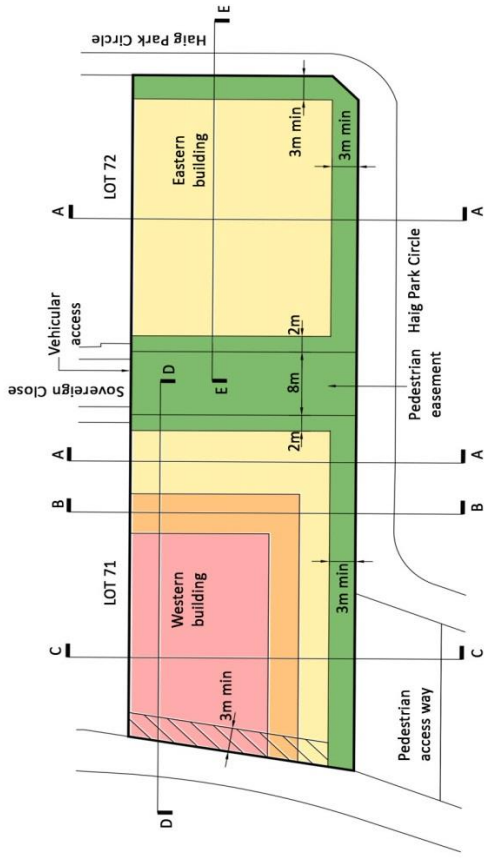 E
Haig Park Circle
LOT 72
A
Eastern
building
3m min
3m min
A
E
Vehicular
access
Sovereign Close
D
E
2m
8m
2m
Pedestrian
easement
Haig Park Circle
A
A
B
B
LOT 71
Western
building
3m min
3m min
C
C
Pedestrian
access way
D